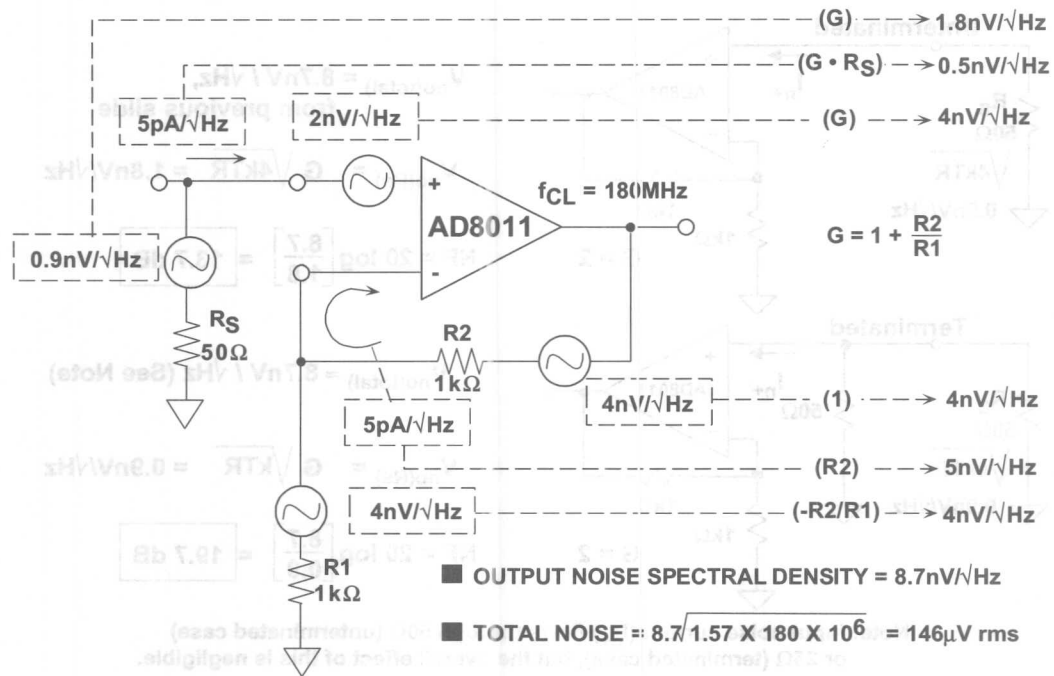 (G) 1.8nV/√Hz
(G • RS) 0.5nV/√Hz
5pA/√Hz
2nV/√Hz
(G) 4nV/√Hz
+
-
AD8011
fCL = 180MHz
G = 1 + R2/R1
0.9nV/√Hz
RS
50Ω
R2
1kΩ
4nV/√Hz
(1) 4nV/√Hz
5pA/√Hz
(R2) 5nV/√Hz
4nV/√Hz
(-R2/R1) 4nV/√Hz
R1
1kΩ
■ OUTPUT NOISE SPECTRAL DENSITY = 8.7nV/√Hz
■ TOTAL NOISE = 8.7√1.57 X 180 X 10⁶ = 146μV rms